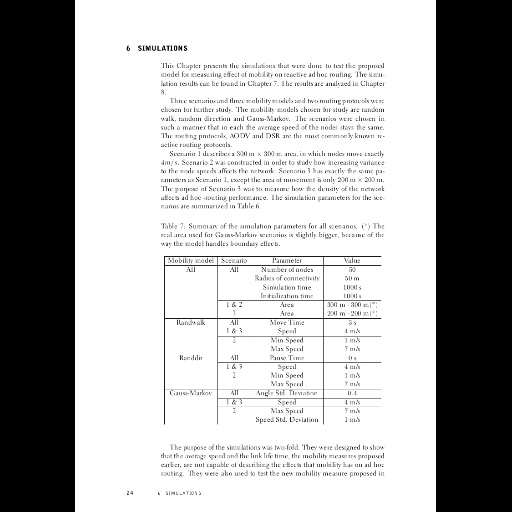 6 SIMULATIONS
This Chapter presents the simulations that were done to test the proposed
model for measuring effect of mobility on reactive ad hoc routing. The simu-
lation results can be found in Chapter 7. The results are analyzed in Chapter
8.
Three scenarios and three mobility models and two routing protocols were
chosen for further study. The mobility models chosen for study are random
walk, random direction and Gauss-Markov. The scenarios were chosen in
such a manner that in each the average speed of the nodes stays the same.
The routing protocols, AODV and DSR are the most commonly known re-
active routing protocols.
Scenario 1 describes a 300 m × 300 m area, in which nodes move exactly
4m/s. Scenario 2 was constructed in order to study how increasing variance
to the node speeds affects the network. Scenario 3 has exactly the same pa-
rameters as Scenario 1, except the area of movement is only 200 m × 200 m.
The purpose of Scenario 3 was to measure how the density of the network
affects ad hoc -routing performance. The simulation parameters for the sce-
narios are summarized in Table 6.
Table 7: Summary of the simulation parameters for all scenarios. (*) The
real area used for Gauss-Markov scenarios is slightly bigger, because of the
way the model handles boundary effects.
Mobility model Scenario Parameter Value
All All Number of nodes 50
Radius of connectivity 50 m
Simulation time 1000 s
Initialization time 1000 s
1 & 2 Area 300 m · 300 m(*)
3 Area 200 m · 200 m(*)
Randwalk All Move Time 3 s
1 & 3 Speed 4 m/s
2 Min Speed 1 m/s
Max Speed 7 m/s
Randdir All Pause Time 0 s
1 & 3 Speed 4 m/s
2 Min Speed 1 m/s
Max Speed 7 m/s
Gauss-Markov All Angle Std. Deviation 0.4
1 & 3 Speed 4 m/s
2 Max Speed 7 m/s
Speed Std. Deviation 1 m/s
The purpose of the simulations was two-fold. They were designed to show
that the average speed and the link life time, the mobility measures proposed
earlier, are not capable of describing the effects that mobility has on ad hoc
routing. They were also used to test the new mobility measure proposed in
24 6 SIMULATIONS